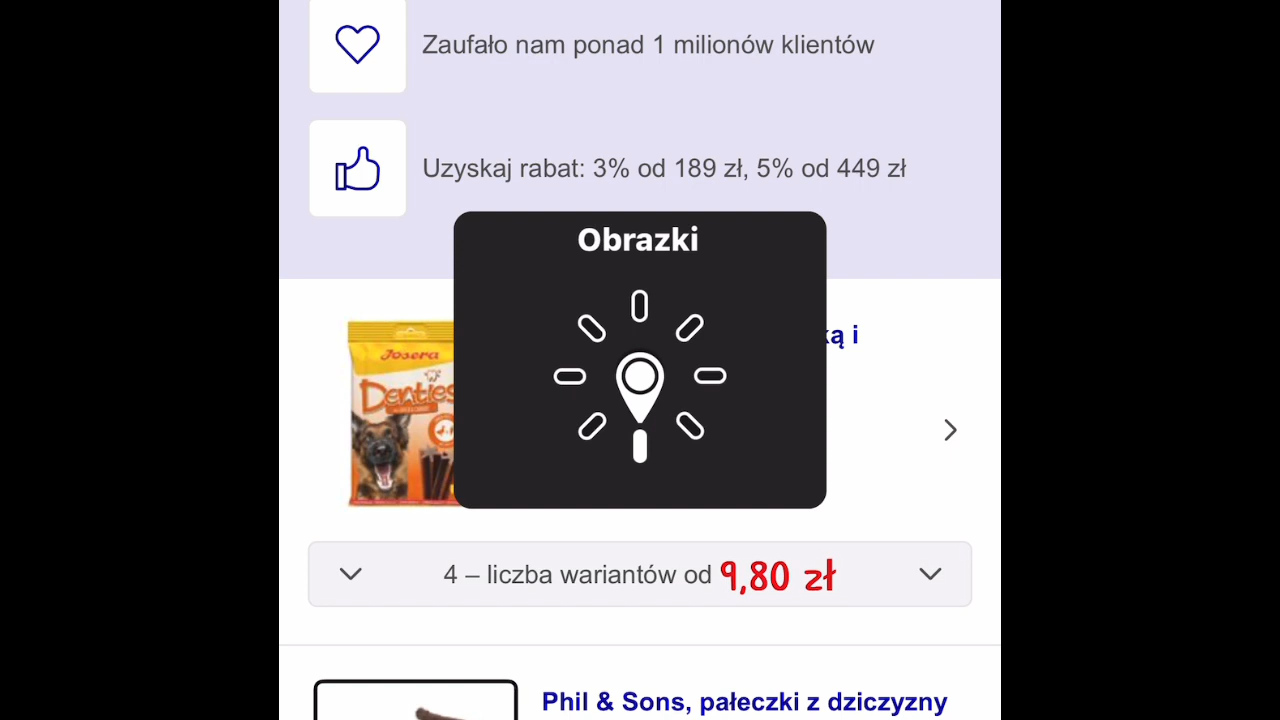 Zaufało nam ponad 1 milionów klientów
Uzyskaj rabat: 3% od 189 zł, 5% od 449 zł
Obrazki
ką i
Josera
Denties
4 – liczba wariantów od 9,80 zł
Phil & Sons, pałeczki z dziczyzny